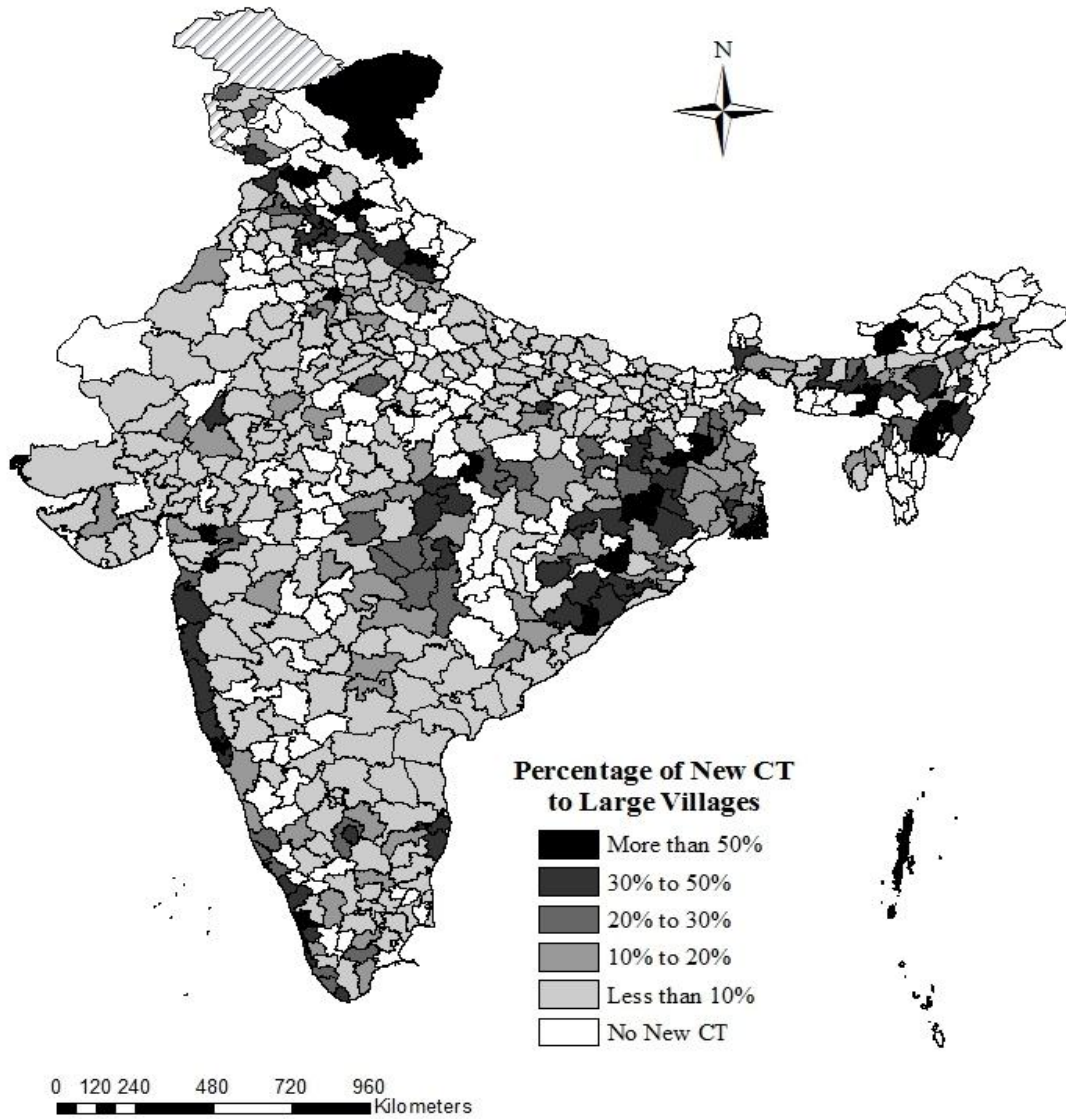 N
Percentage of New CT
to Large Villages
More than 50%
30% to 50%
20% to 30%
10% to 20%
Less than 10%
No New CT
0 120 240 480 720 960
Kilometers